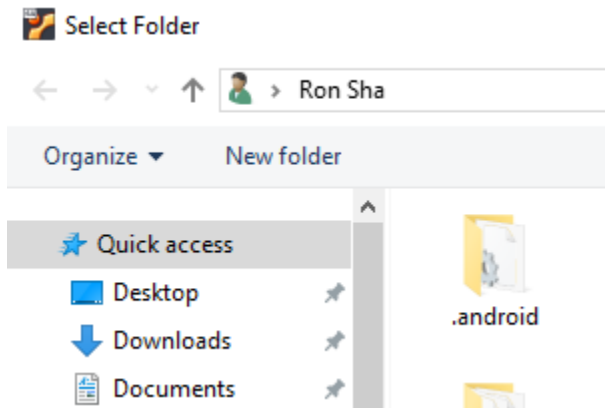 Select Folder
Ron Sha
Organize New folder
Quick access
Desktop
Downloads
Documents
.android